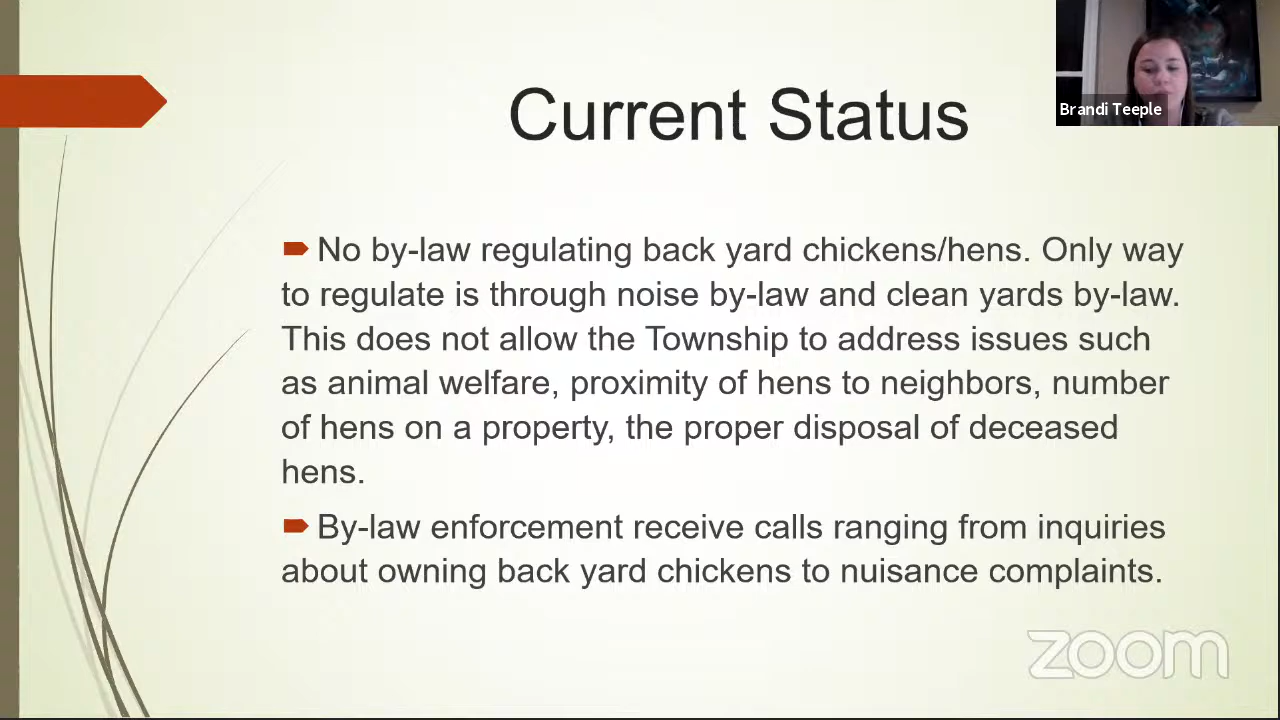 Current Status
Brandi Teeple
No by-law regulating back yard chickens/hens. Only way
to regulate is through noise by-law and clean yards by-law.
This does not allow the Township to address issues such
as animal welfare, proximity of hens to neighbors, number
of hens on a property, the proper disposal of deceased
hens.
By-law enforcement receive calls ranging from inquiries
about owning back yard chickens to nuisance complaints.
zoom